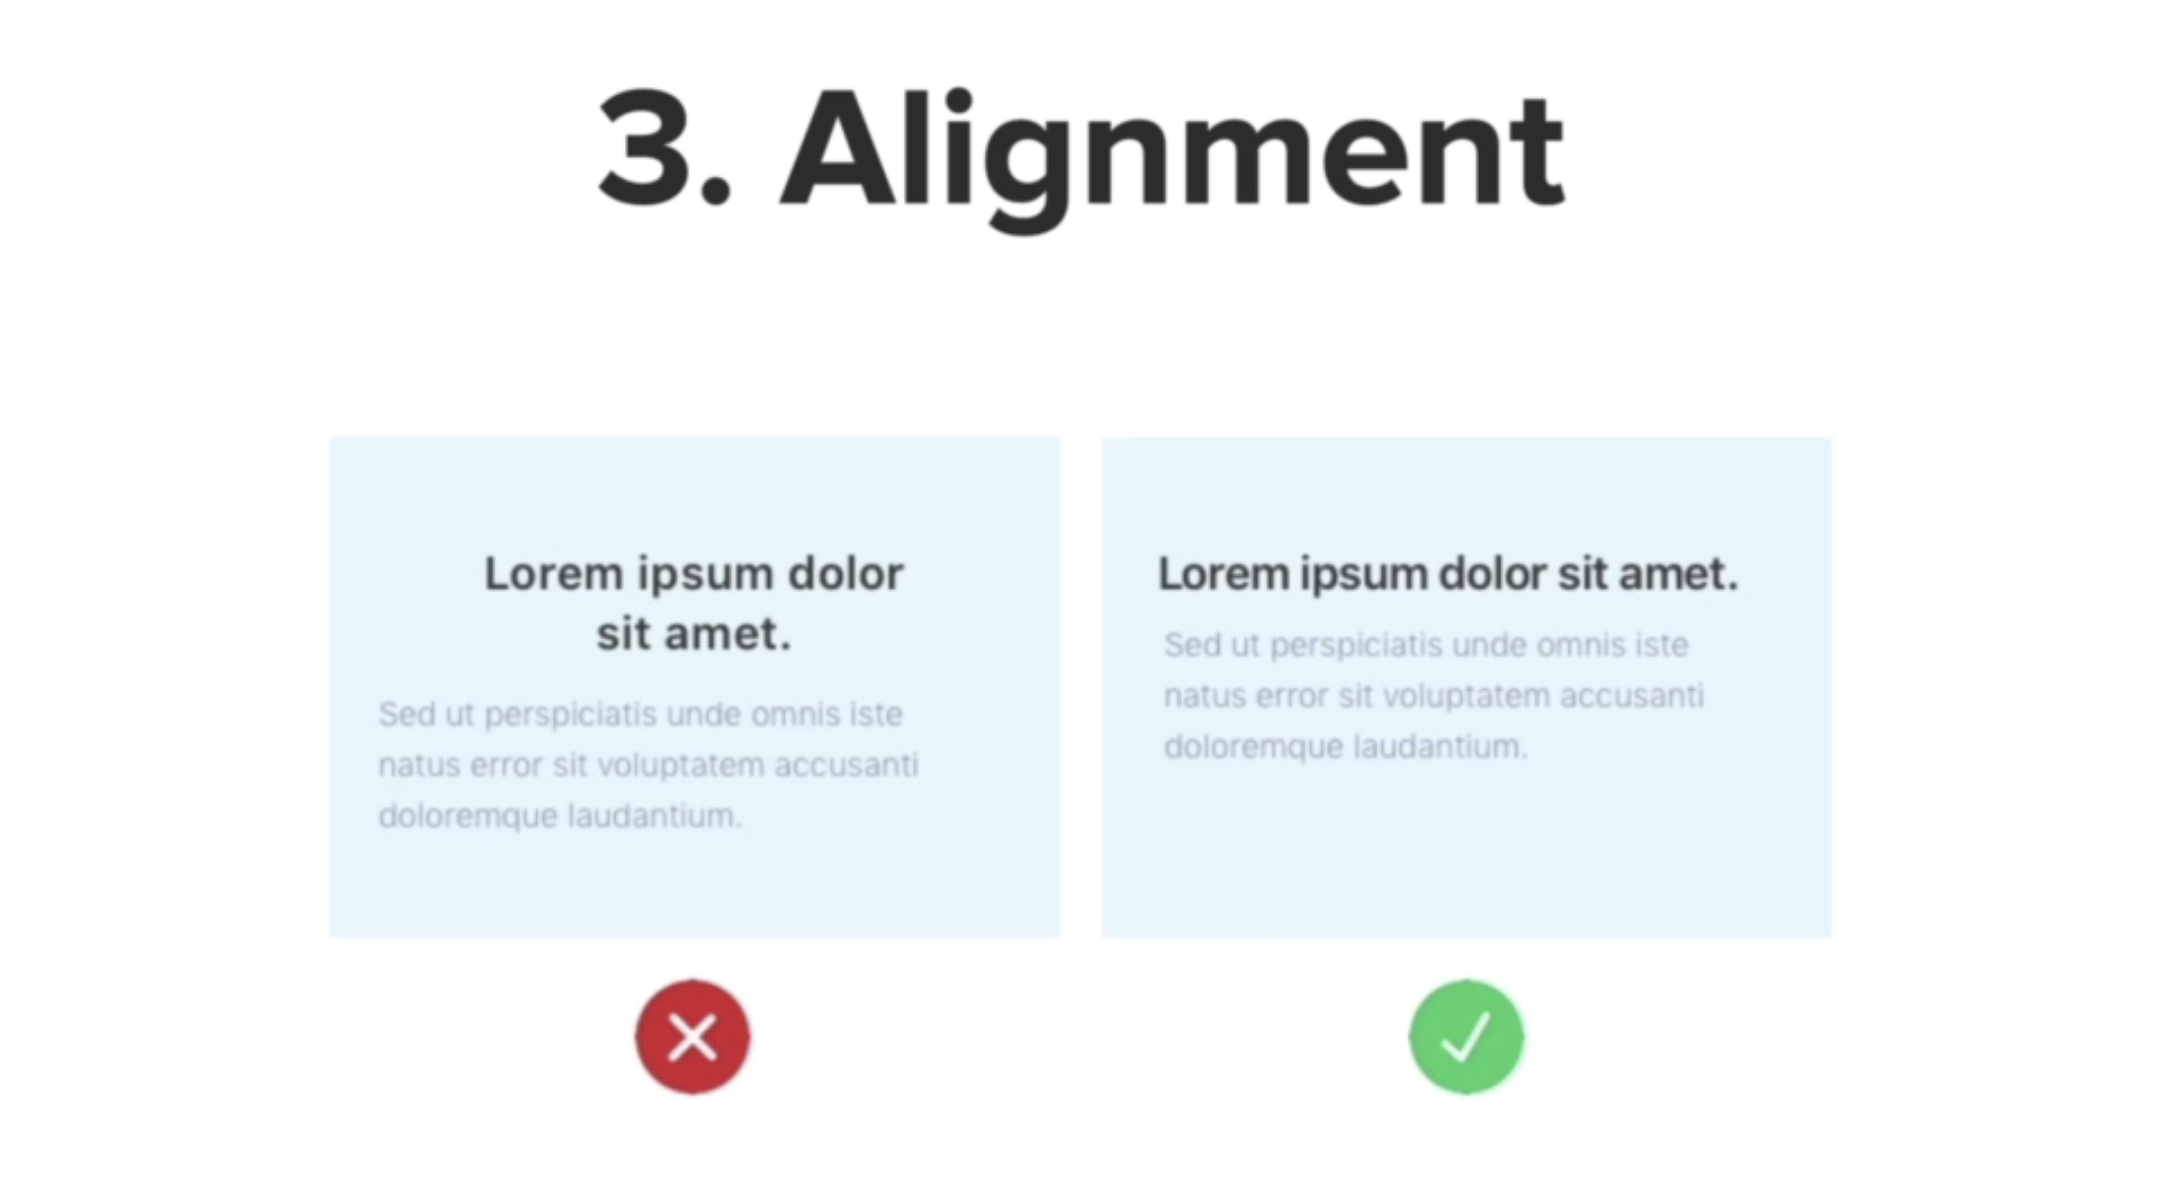 3. Alignment
Lorem ipsum dolor
sit amet.
Sed ut perspiciatis unde omnis iste
natus error sit voluptatem accusanti
doloremque laudantium.
Lorem ipsum dolor sit amet.
Sed ut perspiciatis unde omnis iste
natus error sit voluptatem accusanti
doloremque laudantium.